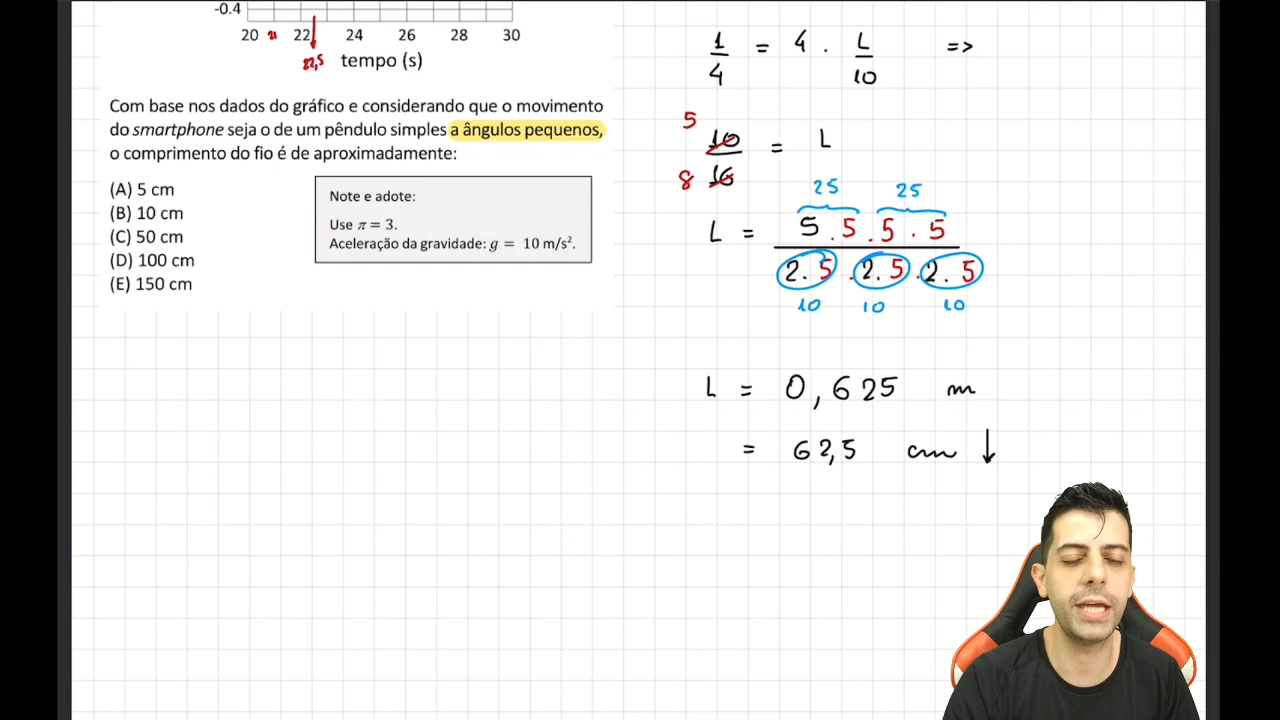 -0.4
20 21 22 24 26 28 30
22,5 tempo (s)
Com base nos dados do gráfico e considerando que o movimento
do smartphone seja o de um pêndulo simples a ângulos pequenos,
o comprimento do fio é de aproximadamente:
(A) 5 cm
(B) 10 cm
(C) 50 cm
(D) 100 cm
(E) 150 cm
Note e adote:
Use π = 3.
Aceleração da gravidade: g = 10 m/s².
1/4 = 4 . L/10 =>
5 8
10/16 = L
25 25
L = 5 . 5 . 5 . 5
2 . 5 . 2 . 5 . 2 . 5
10 10 10
L = 0,625 m
= 62,5 cm ↓